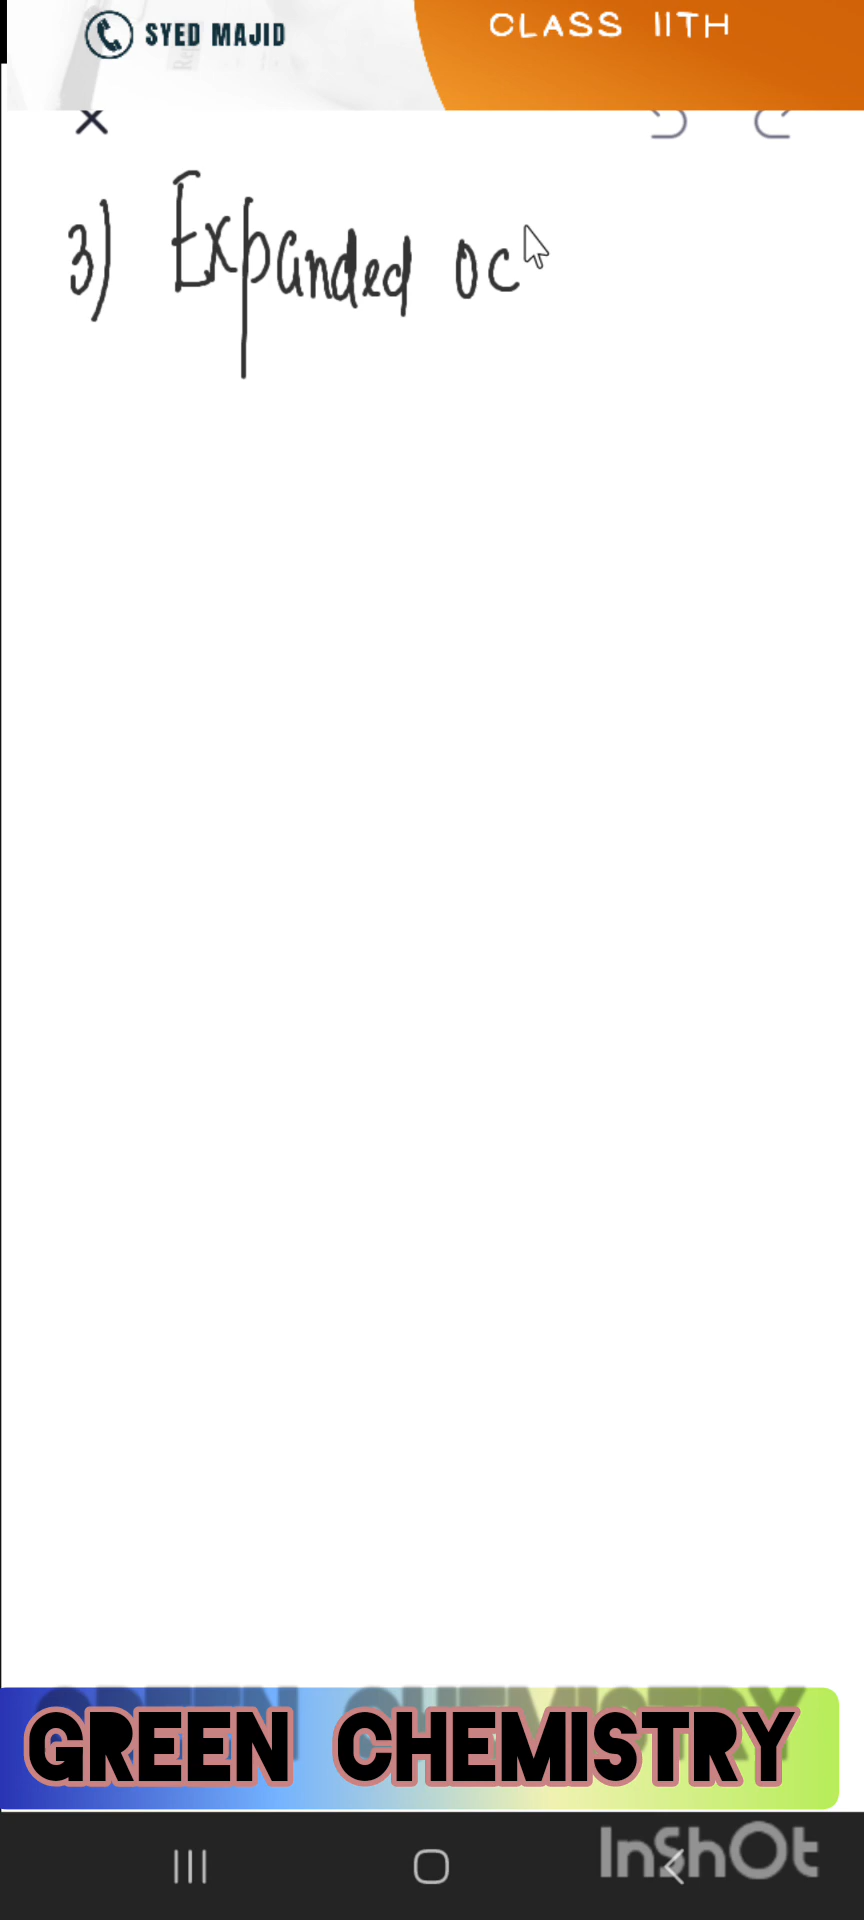 SYED MAJID
CLASS 11TH
3) Expanded oc
GREEN CHEMISTRY
InShOt